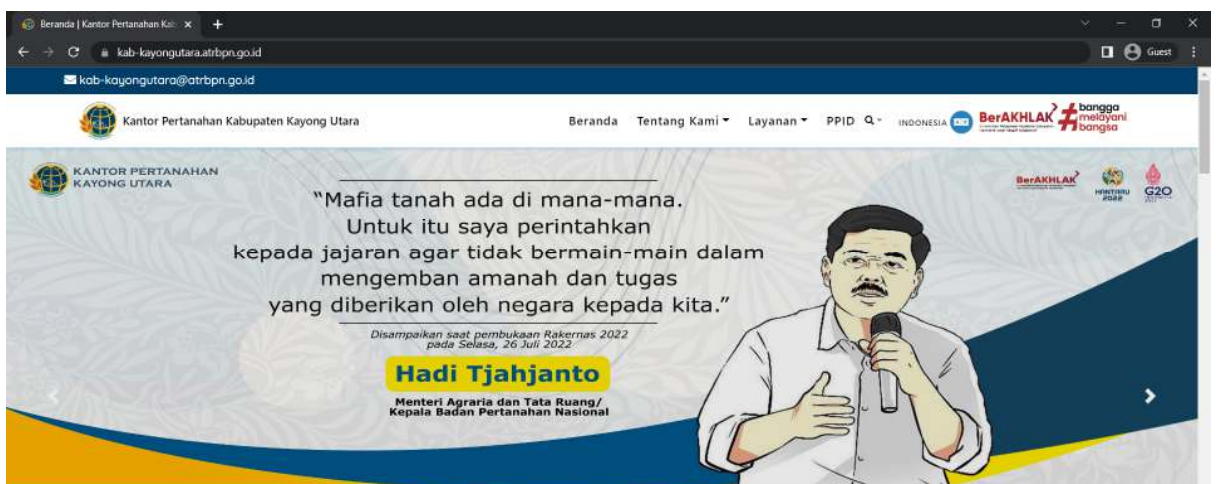 Beranda | Kantor Pertanahan Kab
kab-kayongutara.atrbpn.go.id
Guest
kab-kayongutara@atrbpn.go.id
Kantor Pertanahan Kabupaten Kayong Utara
Beranda Tentang Kami Layanan PPID INDONESIA BerAKHLAK # bangga
melayani
bangsa
KANTOR PERTANAHAN
KAYONG UTARA
BerAKHLAK
HANTARU
2022
G20
"Mafia tanah ada di mana-mana.
Untuk itu saya perintahkan
kepada jajaran agar tidak bermain-main dalam
mengemban amanah dan tugas
yang diberikan oleh negara kepada kita."
Disampaikan saat pembukaan Rakernas 2022
pada Selasa, 26 Juli 2022
Hadi Tjahjanto
Menteri Agraria dan Tata Ruang/
Kepala Badan Pertanahan Nasional